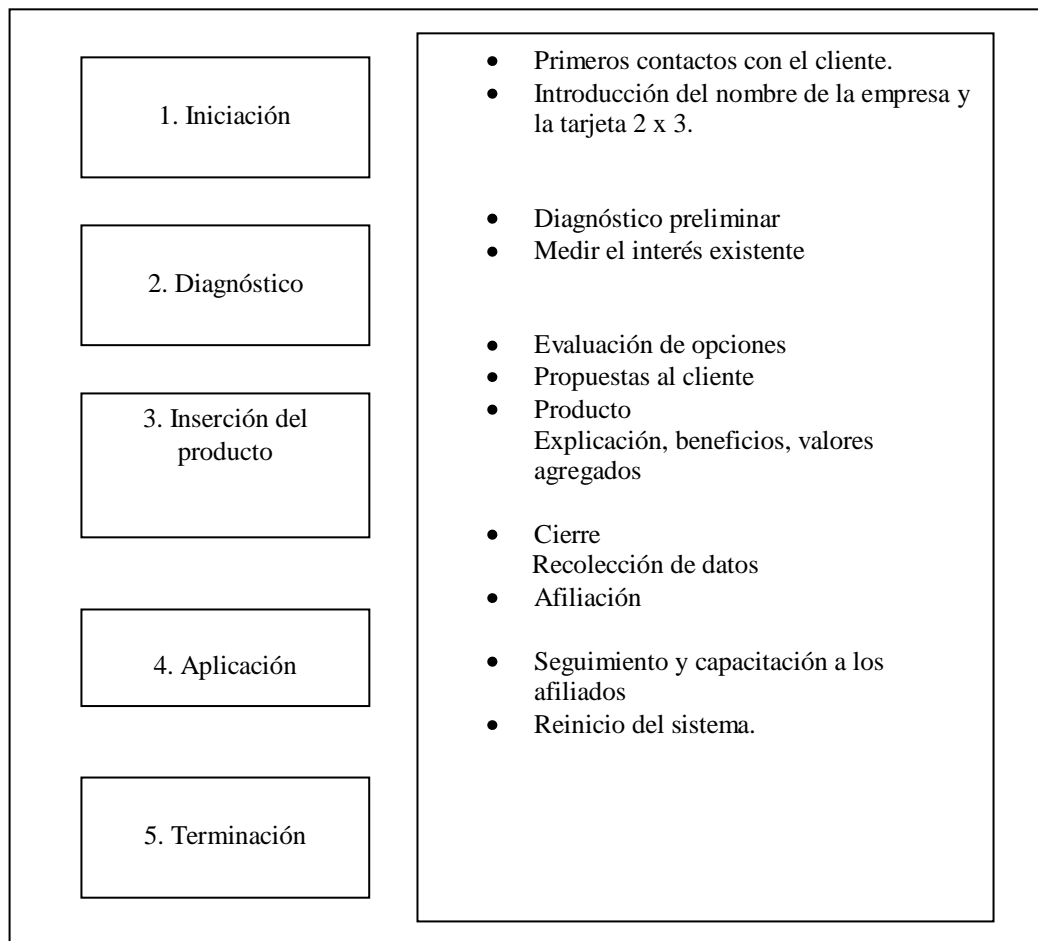 1. Iniciación
2. Diagnóstico
3. Inserción del
producto
4. Aplicación
5. Terminación
• Primeros contactos con el cliente.
• Introducción del nombre de la empresa y
la tarjeta 2 x 3.
• Diagnóstico preliminar
• Medir el interés existente
• Evaluación de opciones
• Propuestas al cliente
• Producto
Explicación, beneficios, valores
agregados
• Cierre
Recolección de datos
• Afiliación
• Seguimiento y capacitación a los
afiliados
• Reinicio del sistema.